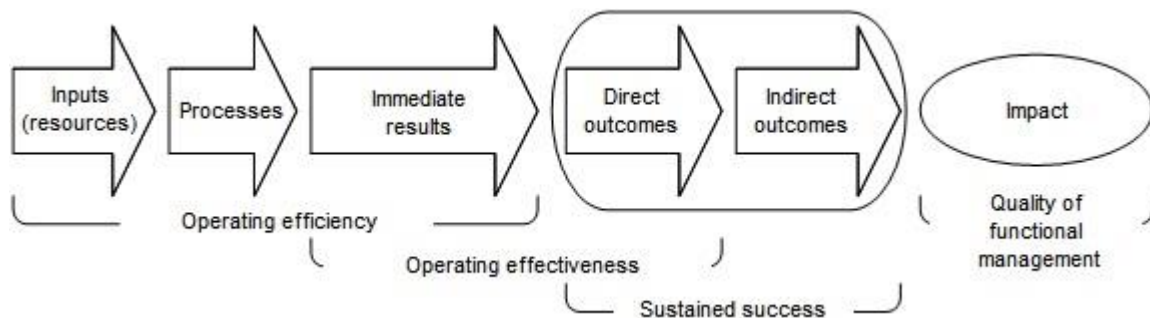 Inputs
(resources)
Processes
Immediate
results
Direct
outcomes
Indirect
outcomes
Impact
Operating efficiency
Operating effectiveness
Sustained success
Quality of
functional
management